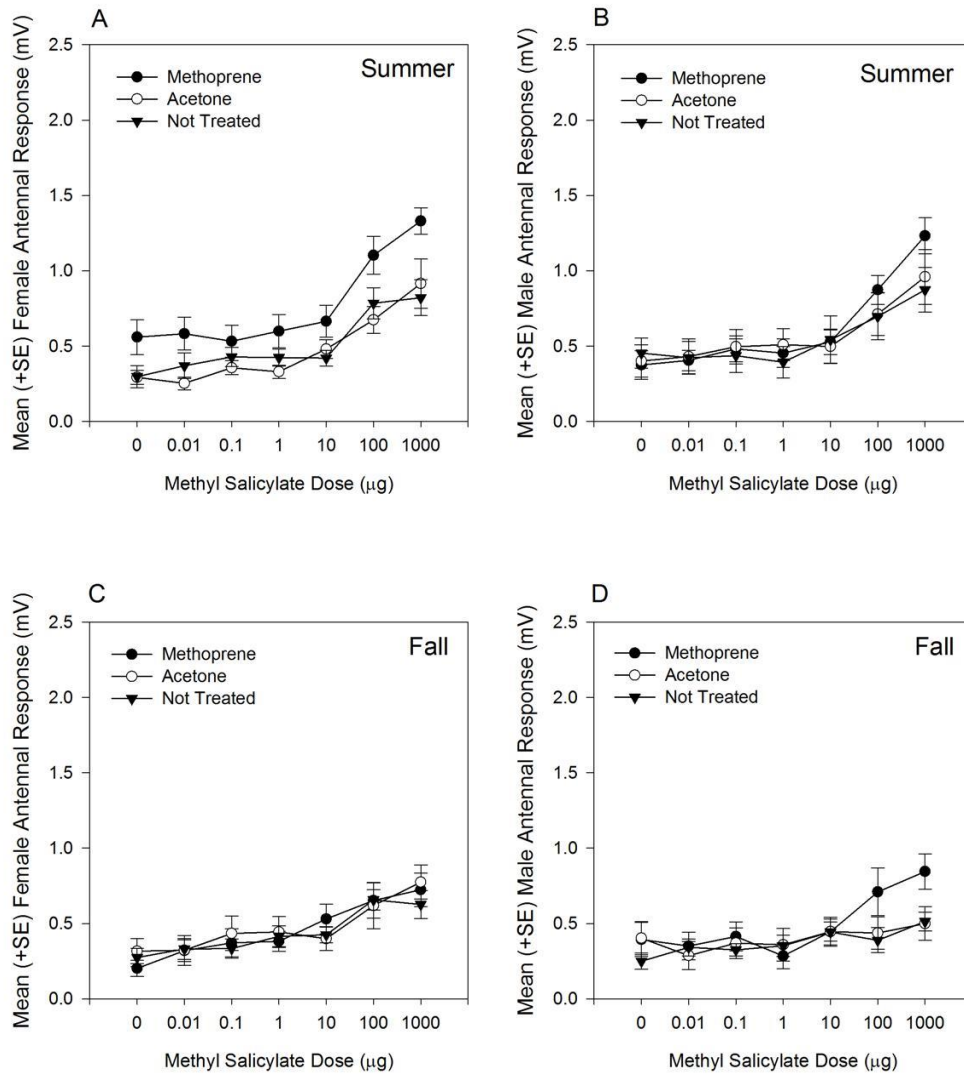 A
Mean (+SE) Female Antennal Response (mV)
2.5
2.0
1.5
1.0
0.5
0.0
Summer
Methoprene
Acetone
Not Treated
0 0.01 0.1 1 10 100 1000
Methyl Salicylate Dose (μg)
B
Mean (+SE) Male Antennal Response (mV)
2.5
2.0
1.5
1.0
0.5
0.0
Summer
Methoprene
Acetone
Not Treated
0 0.01 0.1 1 10 100 1000
Methyl Salicylate Dose (μg)
C
Mean (+SE) Female Antennal Response (mV)
2.5
2.0
1.5
1.0
0.5
0.0
Fall
Methoprene
Acetone
Not Treated
0 0.01 0.1 1 10 100 1000
Methyl Salicylate Dose (μg)
D
Mean (+SE) Male Antennal Response (mV)
2.5
2.0
1.5
1.0
0.5
0.0
Fall
Methoprene
Acetone
Not Treated
0 0.01 0.1 1 10 100 1000
Methyl Salicylate Dose (μg)